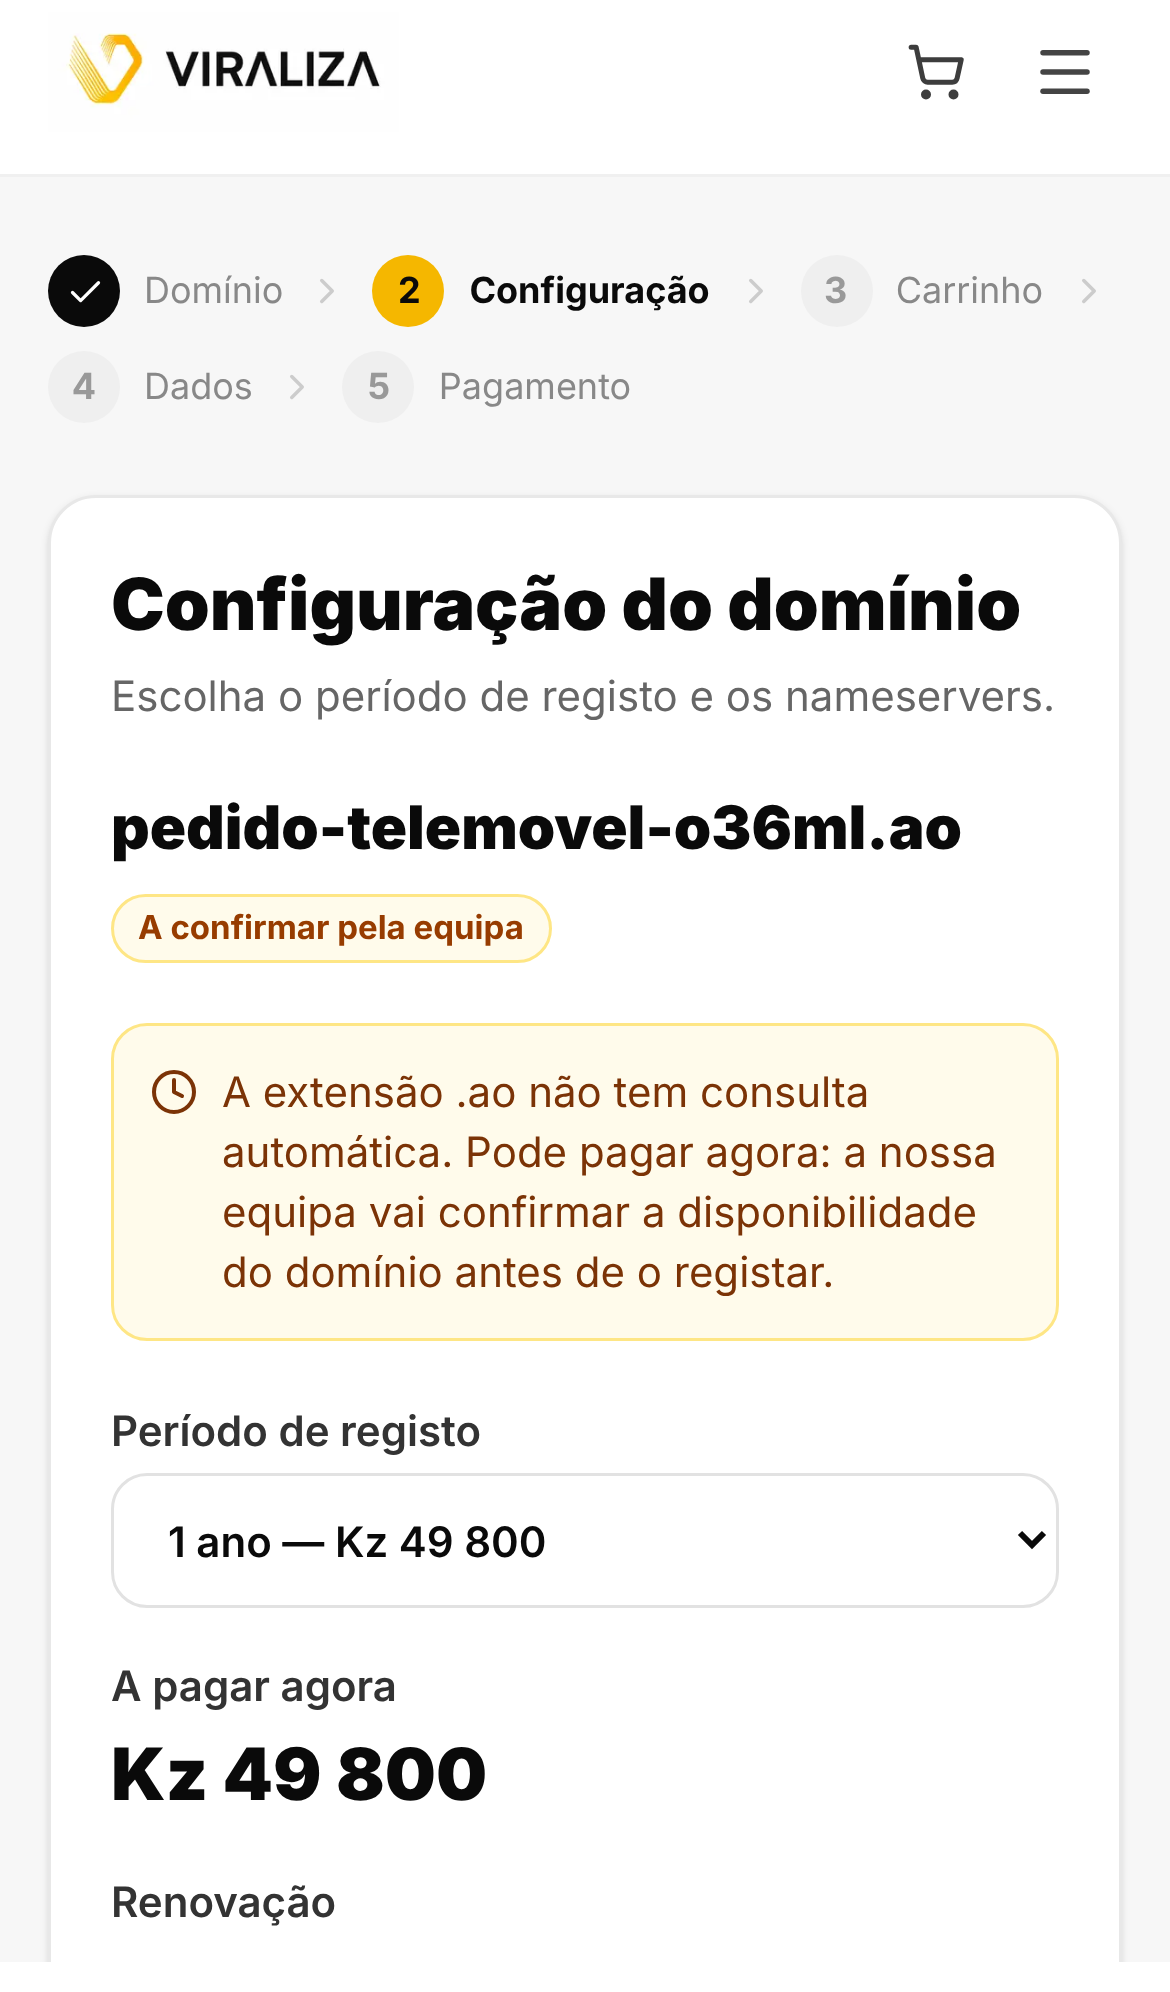 VIRALIZA
Domínio
2 Configuração
3 Carrinho
4 Dados
5 Pagamento
Configuração do domínio
Escolha o período de registo e os nameservers.
pedido-telemovel-o36ml.ao
A confirmar pela equipa
A extensão .ao não tem consulta
automática. Pode pagar agora: a nossa
equipa vai confirmar a disponibilidade
do domínio antes de o registar.
Período de registo
1 ano — Kz 49 800
A pagar agora
Kz 49 800
Renovação